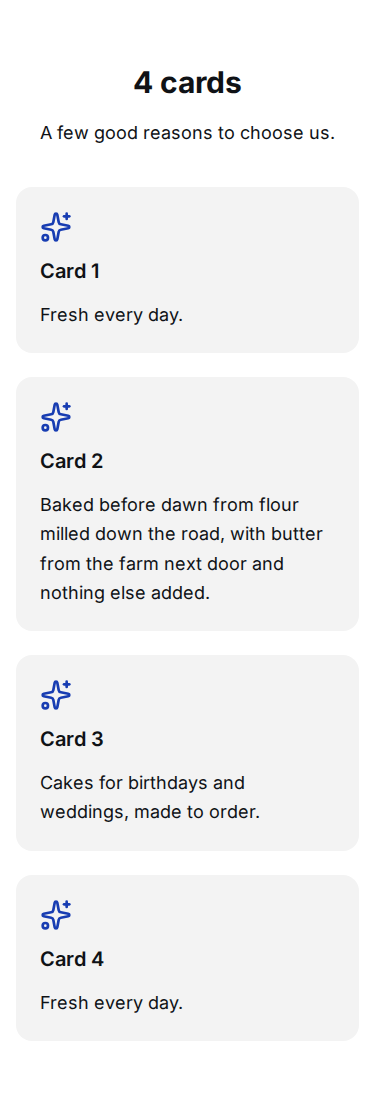 4 cards
A few good reasons to choose us.
Card 1
Fresh every day.
Card 2
Baked before dawn from flour
milled down the road, with butter
from the farm next door and
nothing else added.
Card 3
Cakes for birthdays and
weddings, made to order.
Card 4
Fresh every day.